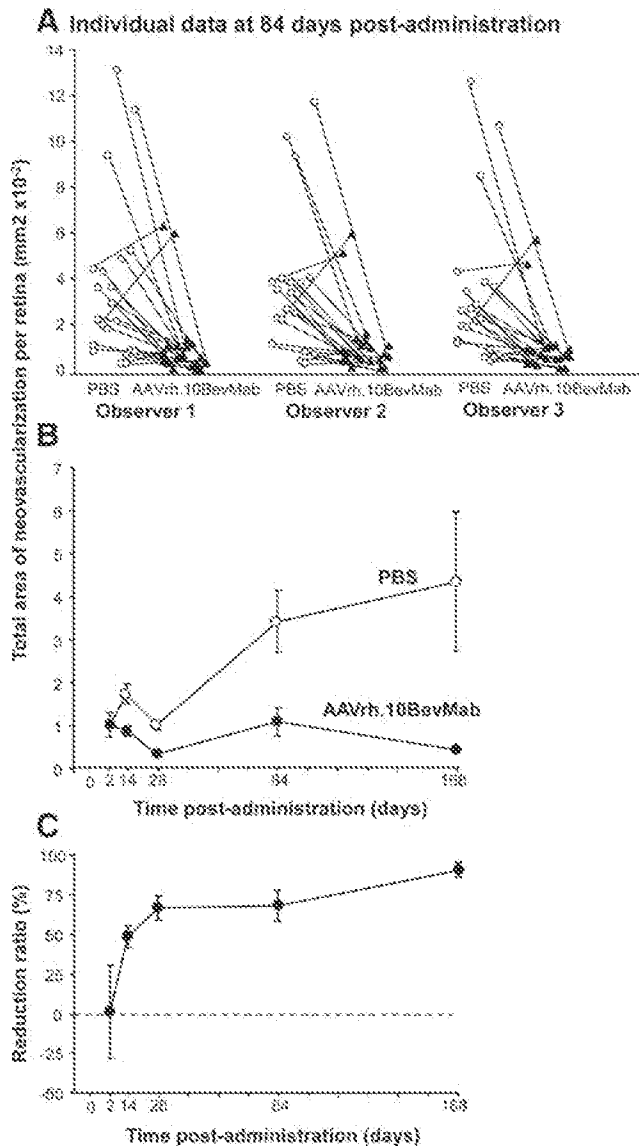 A Individual data at 84 days post-administration
Total area of neovascularization per retina (mm2 x10⁻²)
14
12
10
8
6
4
2
0
PBS AAVrh.10BevMab PBS AAVrh.10BevMab PBS AAVrh.10BevMab
Observer 1 Observer 2 Observer 3
B
7
6
5
4
3
2
1
0
PBS
AAVrh.10BevMab
0 2 14 28 84 168
Time post-administration (days)
C
Reduction ratio (%)
100
75
50
25
0
-25
-50
0 2 14 28 84 168
Time post-administration (days)